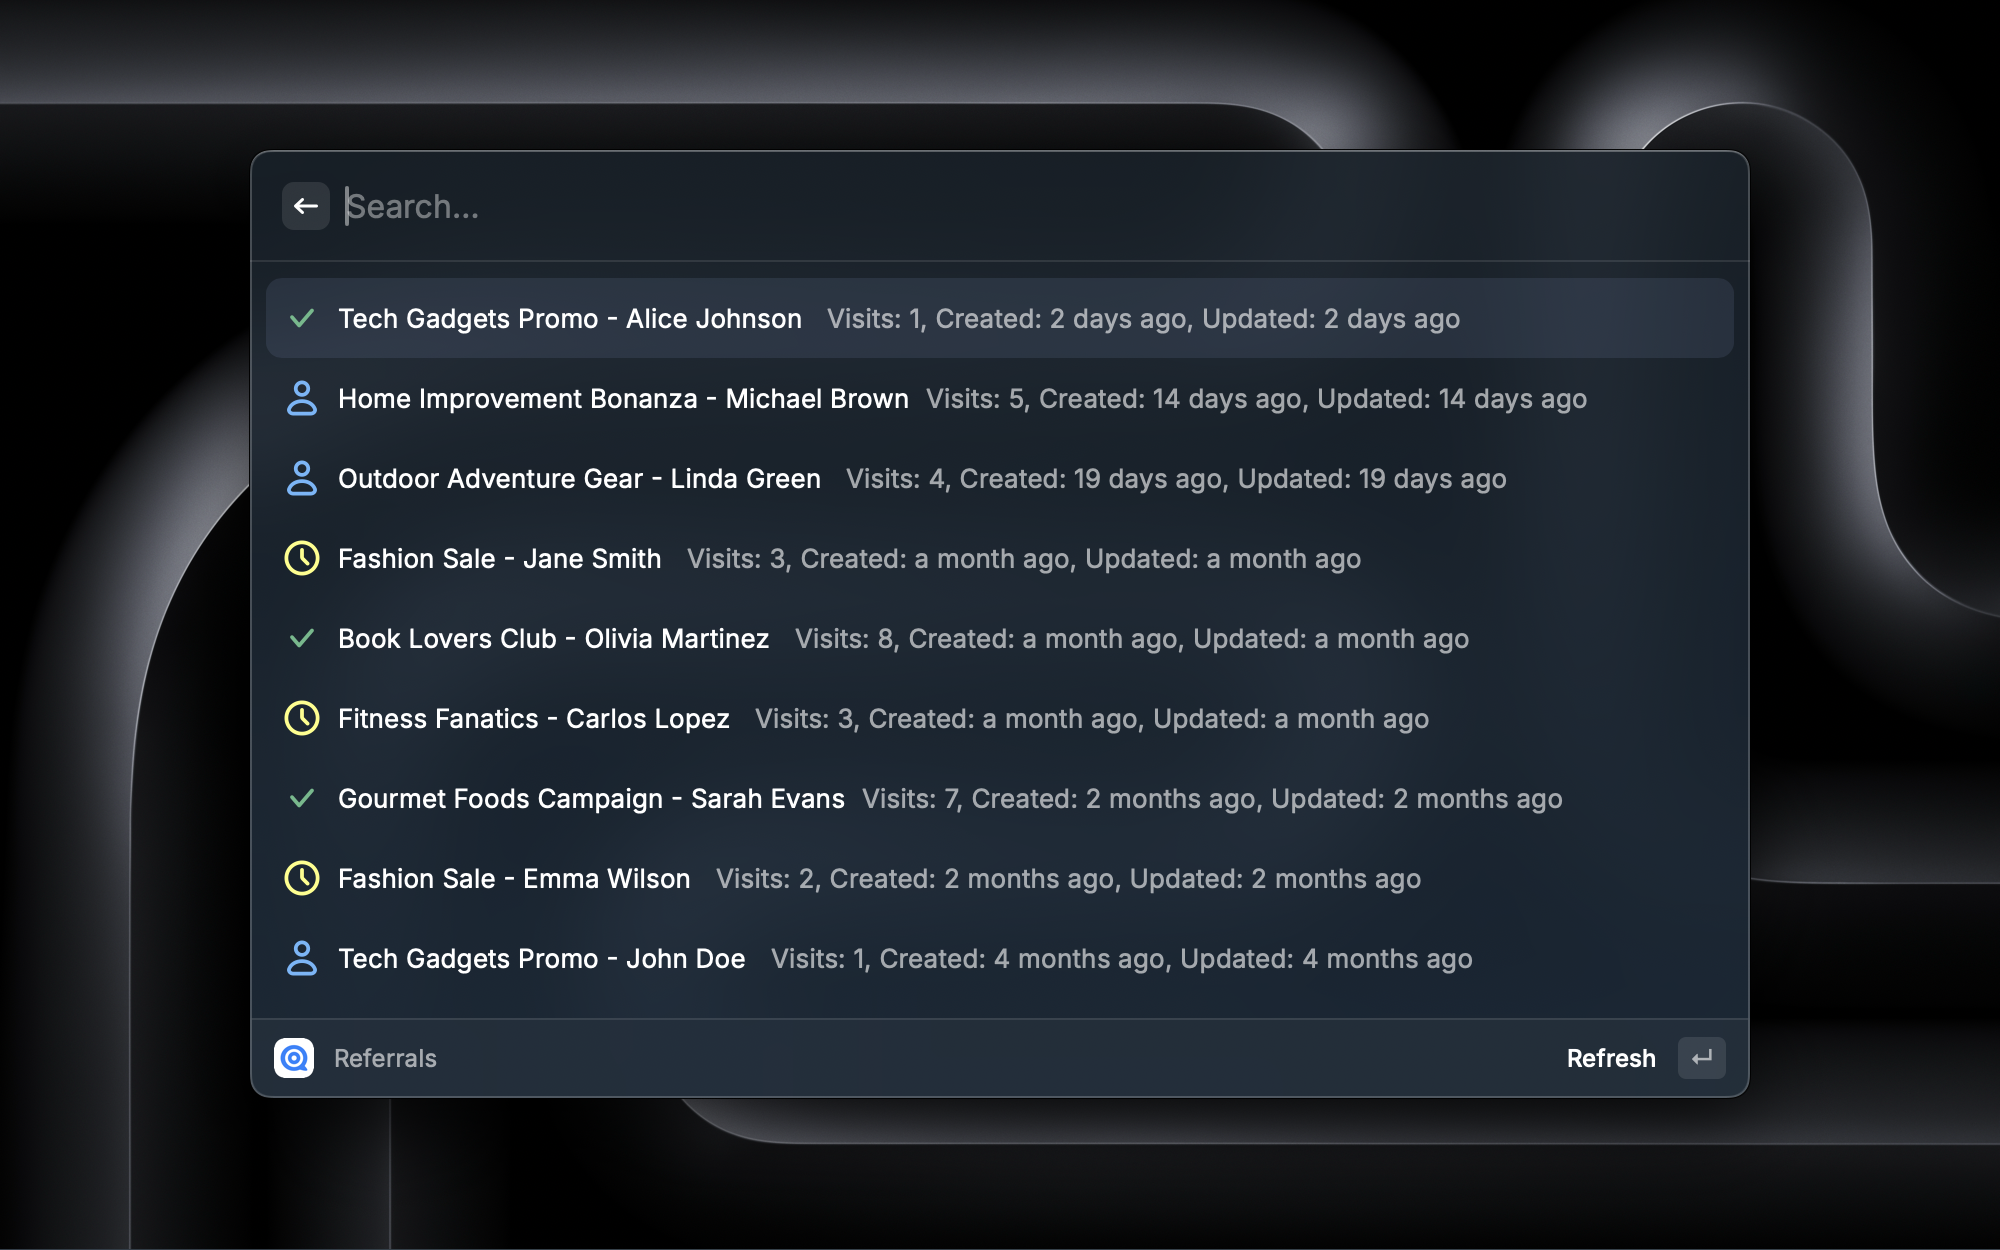 Search...
Tech Gadgets Promo - Alice Johnson Visits: 1, Created: 2 days ago, Updated: 2 days ago
Home Improvement Bonanza - Michael Brown Visits: 5, Created: 14 days ago, Updated: 14 days ago
Outdoor Adventure Gear - Linda Green Visits: 4, Created: 19 days ago, Updated: 19 days ago
Fashion Sale - Jane Smith Visits: 3, Created: a month ago, Updated: a month ago
Book Lovers Club - Olivia Martinez Visits: 8, Created: a month ago, Updated: a month ago
Fitness Fanatics - Carlos Lopez Visits: 3, Created: a month ago, Updated: a month ago
Gourmet Foods Campaign - Sarah Evans Visits: 7, Created: 2 months ago, Updated: 2 months ago
Fashion Sale - Emma Wilson Visits: 2, Created: 2 months ago, Updated: 2 months ago
Tech Gadgets Promo - John Doe Visits: 1, Created: 4 months ago, Updated: 4 months ago
Referrals Refresh